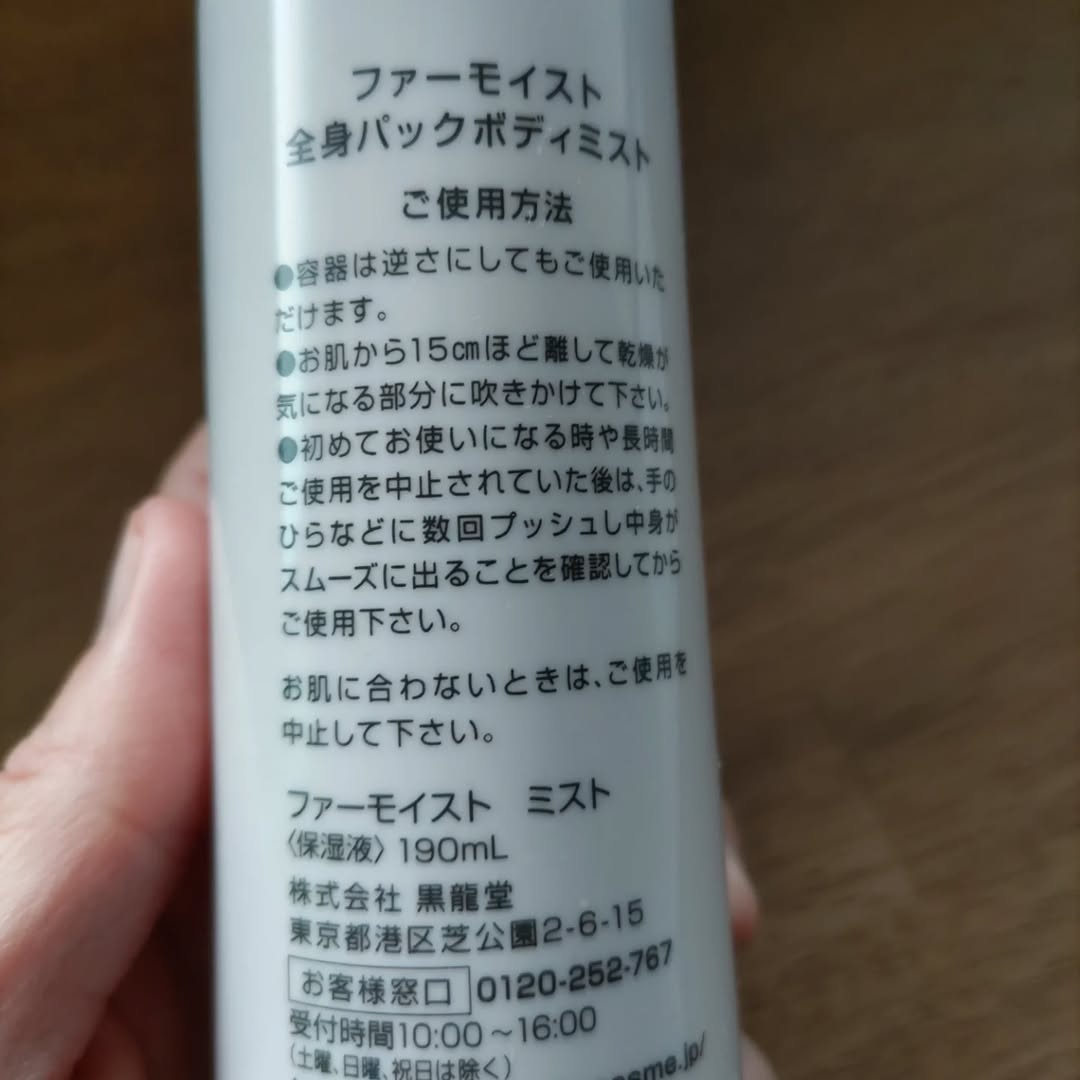 ファーモイスト
全身パックボディミスト
ご使用方法
●容器は逆さにしてもご使用いた
だけます。
●お肌から15cmほど離して乾燥が
気になる部分に吹きかけて下さい。
●初めてお使いになる時や長時間
ご使用を中止されていた後は、手の
ひらなどに数回プッシュし中身が
スムーズに出ることを確認してから
ご使用下さい。
お肌に合わないときは、ご使用を
中止して下さい。
ファーモイスト ミスト
〈保湿液〉190mL
株式会社 黒龍堂
東京都港区芝公園2-6-15
お客様窓口 0120-252-767
受付時間10:00～16:00
(土曜、日曜、祝日は除く)